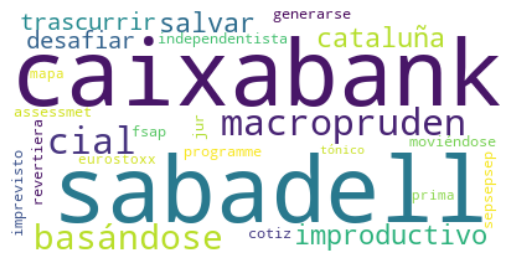 generarse
trascurrir salvar
desafiar independentista cataluña
caixabank
mapa
assessmet
macropruden
cial fsap jur moviéndose
revertiera
eurostoxx programme tónico
sabadell
imprevisto
prima
sepsepsep
basándose cotiz improductivo